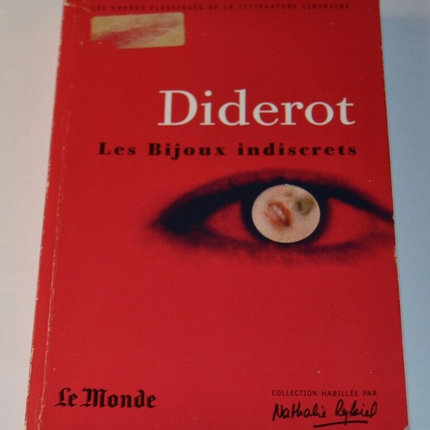 LES GRANDS CLASSIQUES DE LA LITTÉRATURE LIBERTINE
Diderot
Les Bijoux indiscrets
Le Monde
COLLECTION HABILLÉE PAR
Nathalie Rykiel